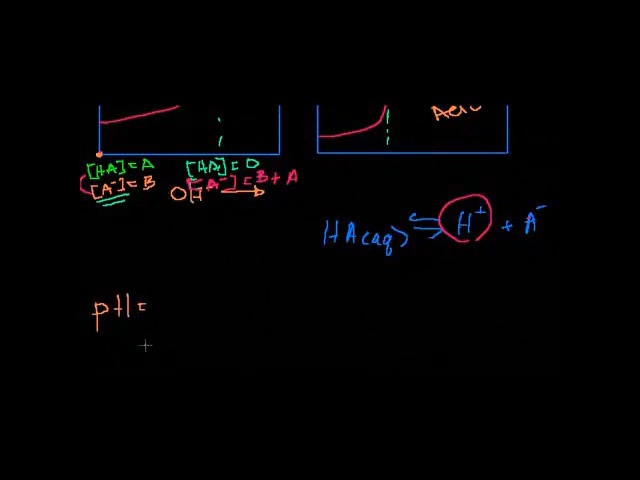 Acid
[HA] = A
[HA] = 0
[A⁻] = B
[A⁻] = B + A
OH⁻
HA(aq) ⇌ H⁺ + A⁻
pH =